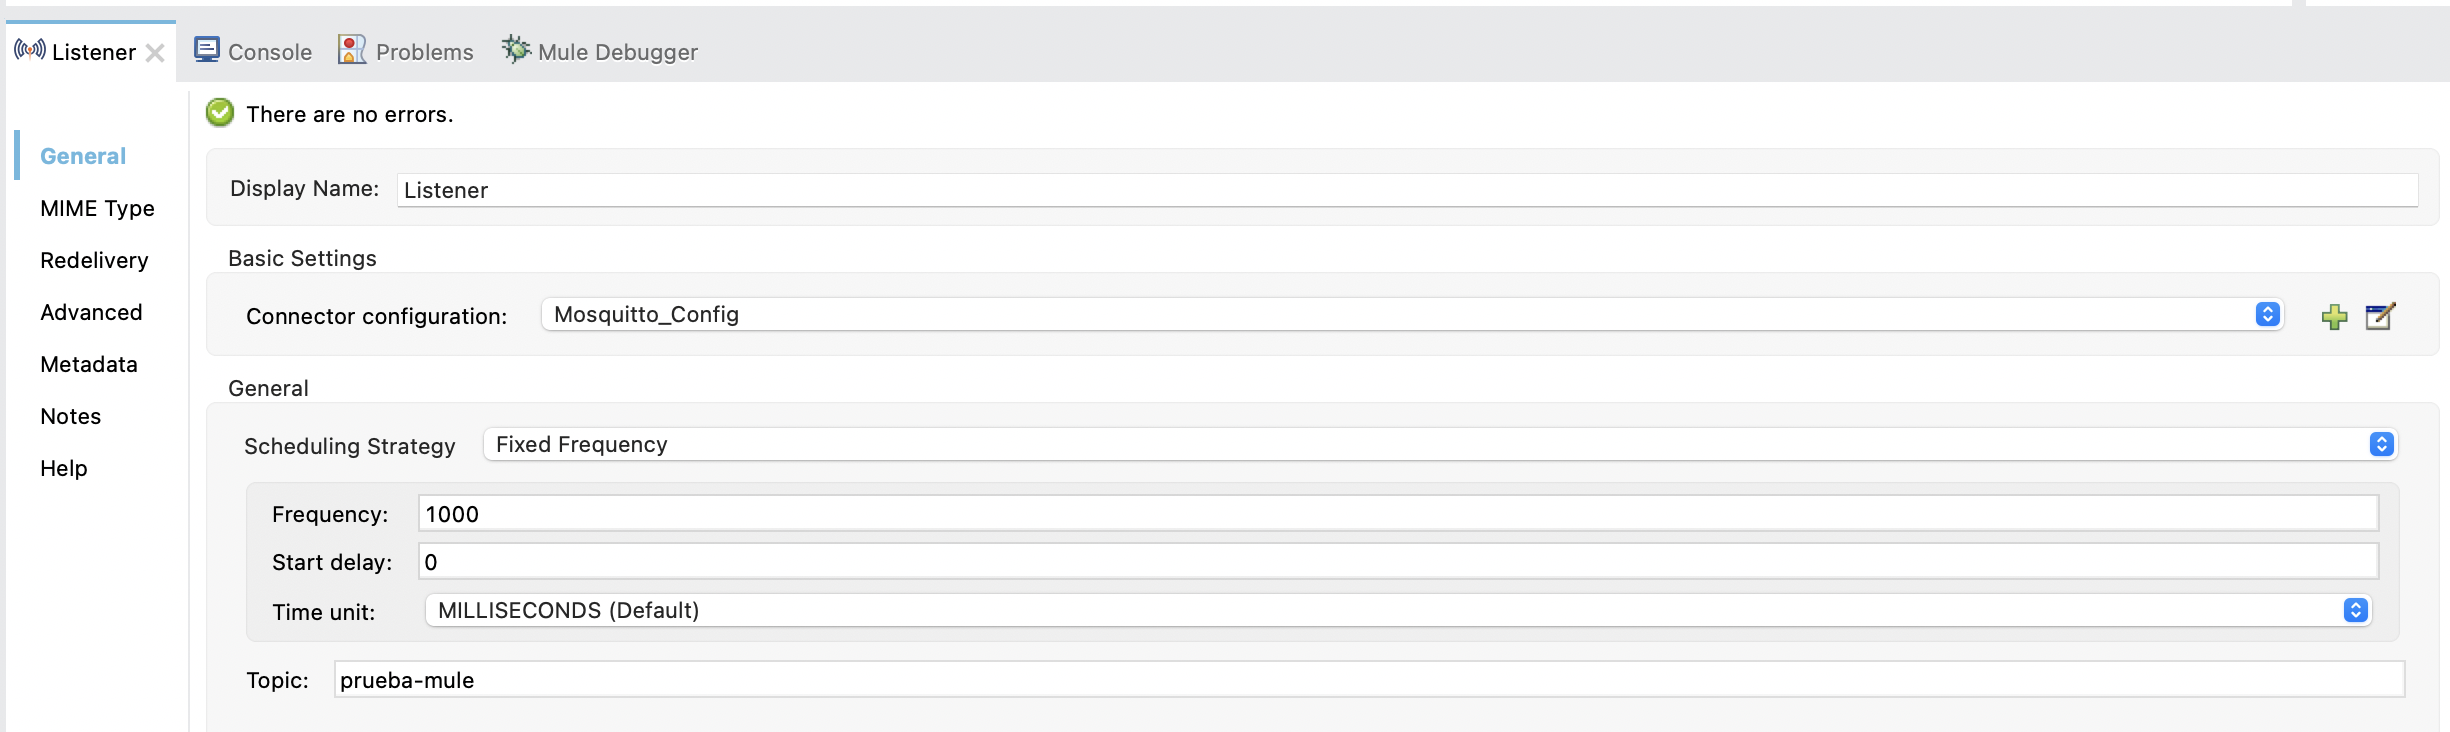 Listener Console Problems Mule Debugger
There are no errors.
General
MIME Type
Redelivery
Advanced
Metadata
Notes
Help
Display Name: Listener
Basic Settings
Connector configuration: Mosquitto_Config
General
Scheduling Strategy Fixed Frequency
Frequency: 1000
Start delay: 0
Time unit: MILLISECONDS (Default)
Topic: prueba-mule